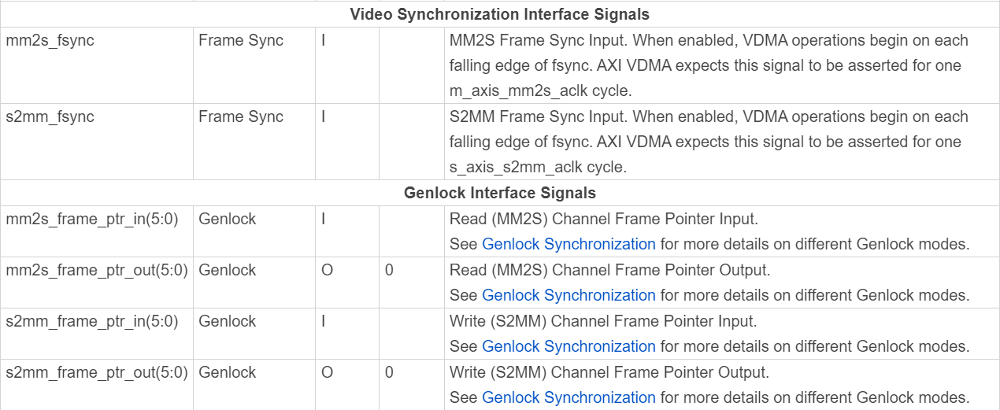 Video Synchronization Interface Signals
mm2s_fsync Frame Sync I MM2S Frame Sync Input. When enabled, VDMA operations begin on each
falling edge of fsync. AXI VDMA expects this signal to be asserted for one
m_axis_mm2s_aclk cycle.
s2mm_fsync Frame Sync I S2MM Frame Sync Input. When enabled, VDMA operations begin on each
falling edge of fsync. AXI VDMA expects this signal to be asserted for one
s_axis_s2mm_aclk cycle.
Genlock Interface Signals
mm2s_frame_ptr_in(5:0) Genlock I Read (MM2S) Channel Frame Pointer Input.
See Genlock Synchronization for more details on different Genlock modes.
mm2s_frame_ptr_out(5:0) Genlock O 0 Read (MM2S) Channel Frame Pointer Output.
See Genlock Synchronization for more details on different Genlock modes.
s2mm_frame_ptr_in(5:0) Genlock I Write (S2MM) Channel Frame Pointer Input.
See Genlock Synchronization for more details on different Genlock modes.
s2mm_frame_ptr_out(5:0) Genlock O 0 Write (S2MM) Channel Frame Pointer Output.
See Genlock Synchronization for more details on different Genlock modes.